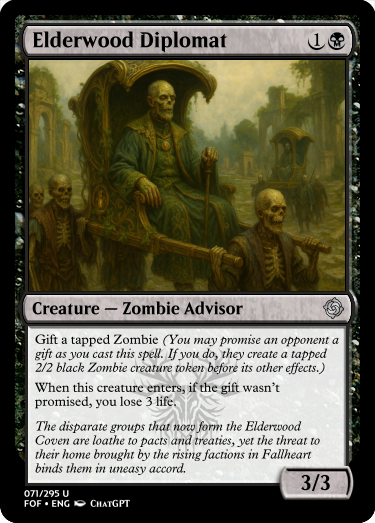 Elderwood Diplomat 1
Creature — Zombie Advisor
Gift a tapped Zombie (You may promise an opponent a
gift as you cast this spell. If you do, they create a tapped
2/2 black Zombie creature token before its other effects.)
When this creature enters, if the gift wasn't
promised, you lose 3 life.
The disparate groups that now form the Elderwood
Coven are loathe to pacts and treaties, yet the threat to
their home brought by the rising factions in Fallheart
binds them in uneasy accord.
3/3
071/295 U
FOF • ENG ChatGPT